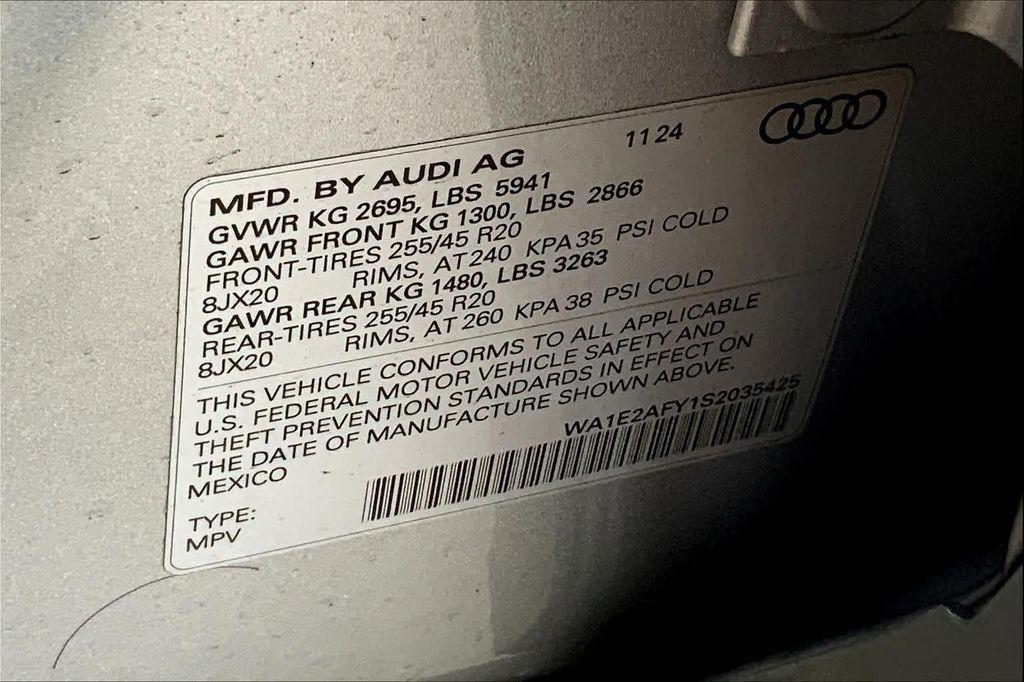 MFD. BY AUDI AG 11 24
GVWR KG 2695, LBS 5941
GAWR FRONT KG 1300, LBS 2866
FRONT-TIRES 255/45 R20
8JX20 RIMS, AT 240 KPA 35 PSI COLD
GAWR REAR KG 1480, LBS 3263
REAR-TIRES 255/45 R20
8JX20 RIMS, AT 260 KPA 38 PSI COLD
THIS VEHICLE CONFORMS TO ALL APPLICABLE
U.S. FEDERAL MOTOR VEHICLE SAFETY AND
THEFT PREVENTION STANDARDS IN EFFECT ON
THE DATE OF MANUFACTURE SHOWN ABOVE.
MEXICO WA1E2AFY1S2035425
TYPE:
MPV